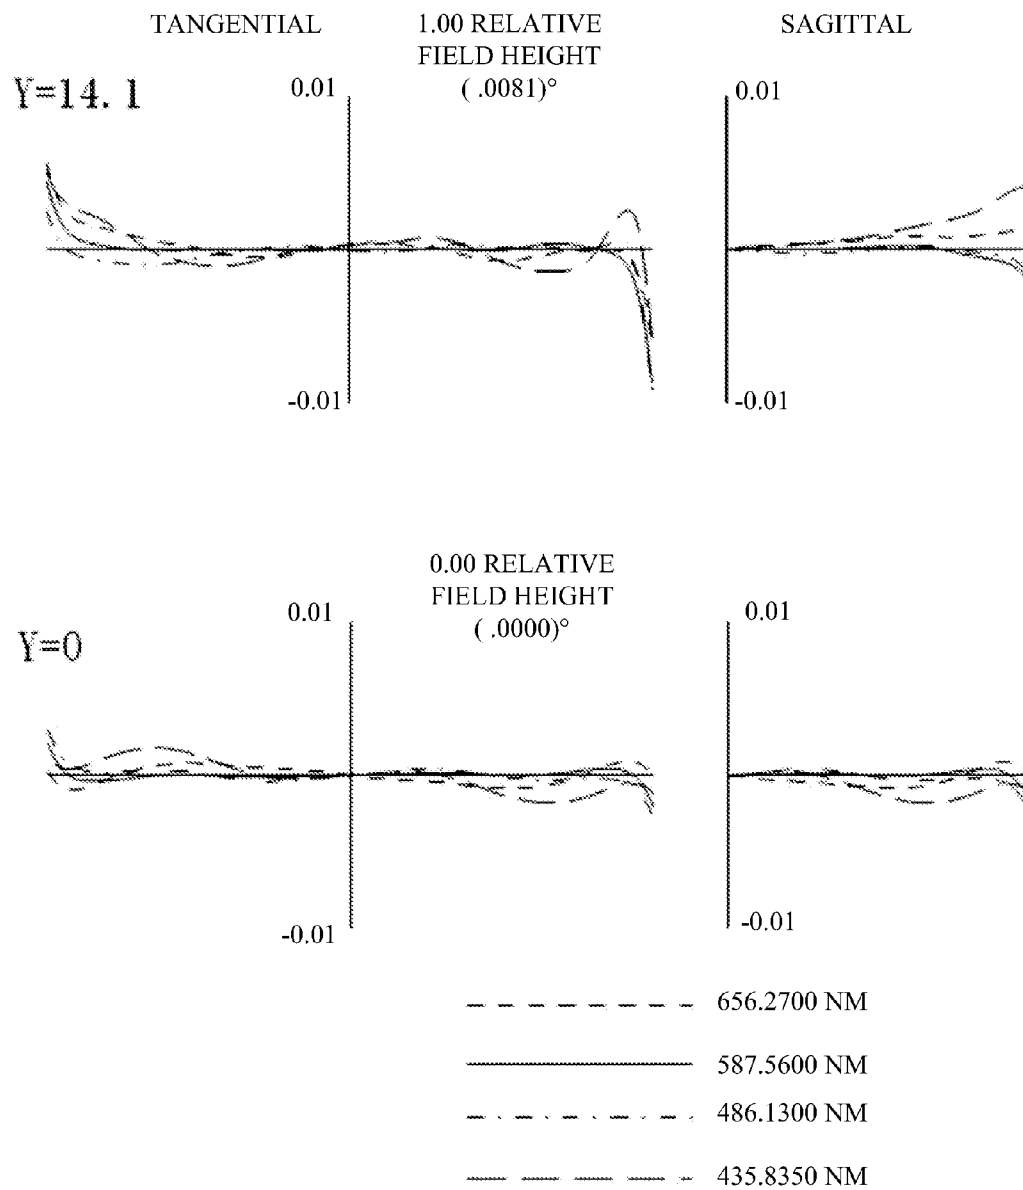 TANGENTIAL
1.00 RELATIVE
FIELD HEIGHT
( .0081)°
SAGITTAL
Y=14. 1
0.01
0.01
-0.01
-0.01
0.00 RELATIVE
FIELD HEIGHT
( .0000)°
Y=0
0.01
0.01
-0.01
-0.01
656.2700 NM
587.5600 NM
486.1300 NM
435.8350 NM